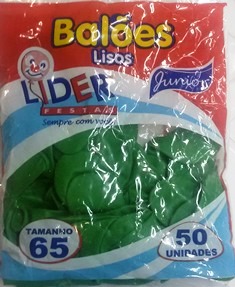 Balões
Lisos
LIDER
FESTAS
Junior
Sempre com você
TAMANHO
65
50
UNIDADES